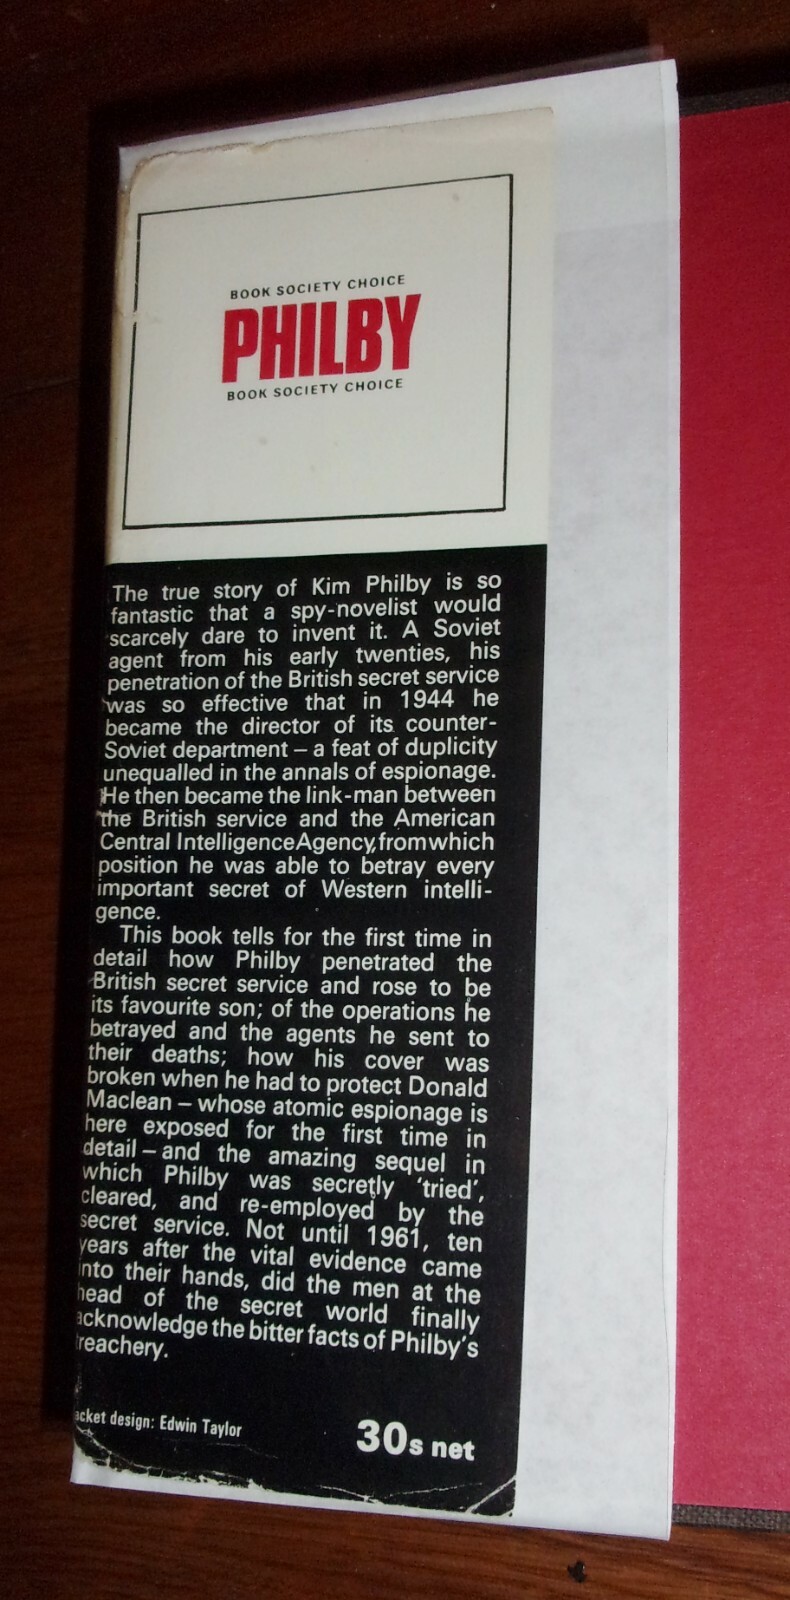 BOOK SOCIETY CHOICE
PHILBY
BOOK SOCIETY CHOICE
The true story of Kim Philby is so
fantastic that a spy-novelist would
scarcely dare to invent it. A Soviet
agent from his early twenties, his
penetration of the British secret service
was so effective that in 1944 he
became the director of its counter-
Soviet department – a feat of duplicity
unequalled in the annals of espionage.
He then became the link-man between
the British service and the American
Central Intelligence Agency, from which
position he was able to betray every
important secret of Western intelli-
gence.
This book tells for the first time in
detail how Philby penetrated the
British secret service and rose to be
its favourite son; of the operations he
betrayed and the agents he sent to
their deaths; how his cover was
broken when he had to protect Donald
Maclean – whose atomic espionage is
here exposed for the first time in
detail – and the amazing sequel in
which Philby was secretly 'tried',
cleared, and re-employed by the
secret service. Not until 1961, ten
years after the vital evidence came
into their hands, did the men at the
head of the secret world finally
acknowledge the bitter facts of Philby's
treachery.
acket design: Edwin Taylor
30s net